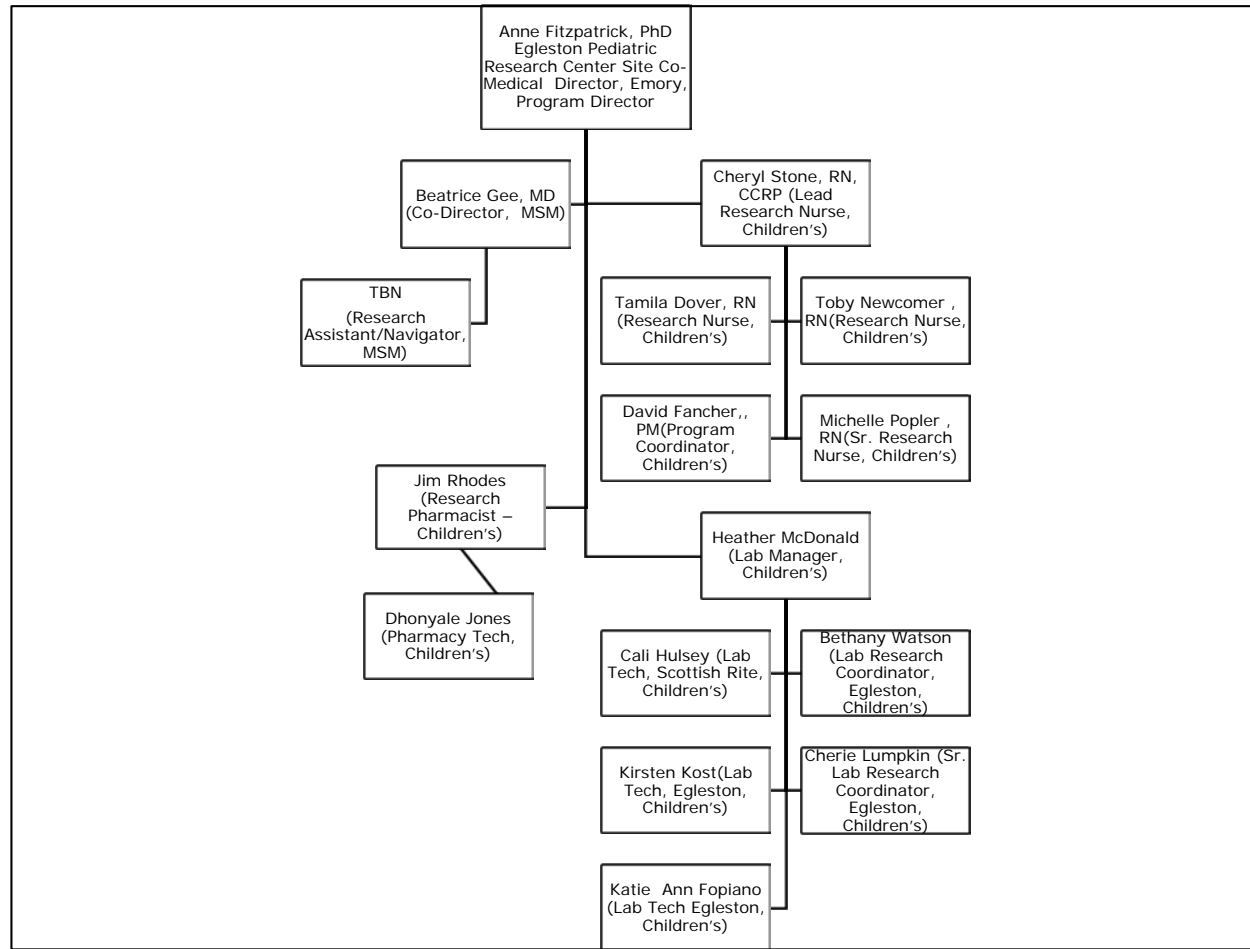 Anne Fitzpatrick, PhD
Egleston Pediatric
Research Center Site Co-
Medical Director, Emory,
Program Director
Beatrice Gee, MD
(Co-Director, MSM)
Cheryl Stone, RN,
CCRP (Lead
Research Nurse,
Children's)
TBN
(Research
Assistant/Navigator,
MSM)
Tamila Dover, RN
(Research Nurse,
Children's)
Toby Newcomer ,
RN(Research Nurse,
Children's)
David Fancher,,
PM(Program
Coordinator,
Children's)
Michelle Popler ,
RN(Sr. Research
Nurse, Children's)
Jim Rhodes
(Research
Pharmacist –
Children's)
Heather McDonald
(Lab Manager,
Children's)
Dhonyale Jones
(Pharmacy Tech,
Children's)
Cali Hulsey (Lab
Tech, Scottish Rite,
Children's)
Bethany Watson
(Lab Research
Coordinator,
Egleston,
Children's)
Kirsten Kost(Lab
Tech, Egleston,
Children's)
Cherie Lumpkin (Sr.
Lab Research
Coordinator,
Egleston,
Children's)
Katie Ann Fopiano
(Lab Tech Egleston,
Children's)